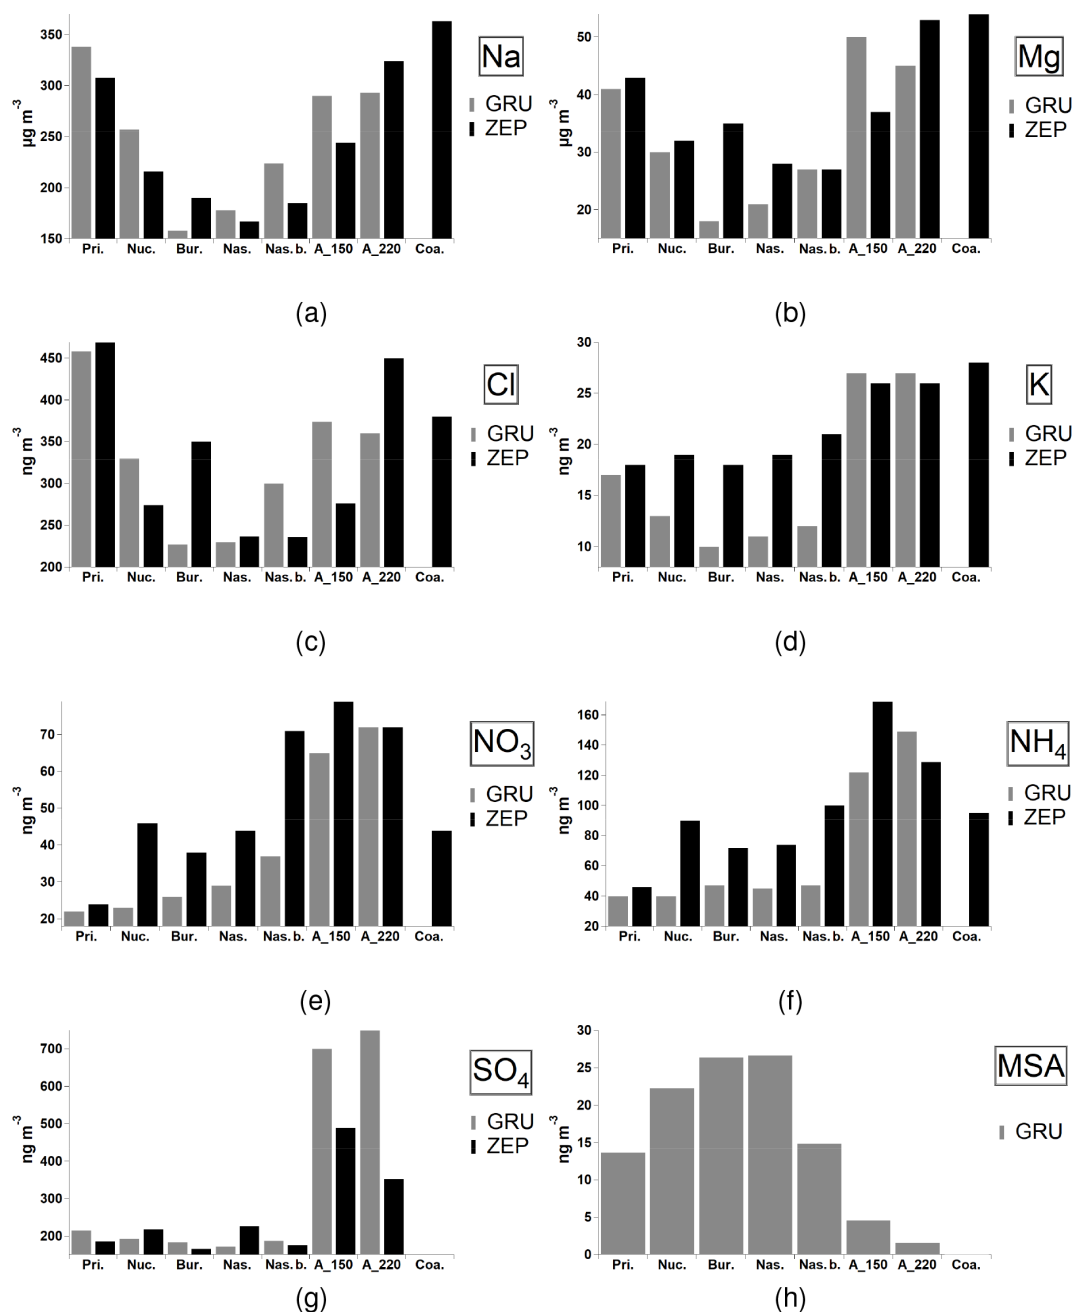 Na
350
300
250
200
150
µg m⁻³
GRU
ZEP
Pri. Nuc. Bur. Nas. Nas. b. A_150 A_220 Coa.
(a)
Mg
50
40
30
20
µg m⁻³
GRU
ZEP
Pri. Nuc. Bur. Nas. Nas b. A_150 A_220 Coa.
(b)
Cl
450
400
350
300
250
200
ng m⁻³
GRU
ZEP
Pri. Nuc. Bur. Nas. Nas. b. A_150 A_220 Coa.
(c)
K
30
25
20
15
10
ng m⁻³
GRU
ZEP
Pri. Nuc. Bur. Nas. Nas b. A_150 A_220 Coa.
(d)
NO₃
70
60
50
40
30
20
ng m⁻³
GRU
ZEP
Pri. Nuc. Bur. Nas. Nas. b. A_150 A_220 Coa.
(e)
NH₄
160
140
120
100
80
60
40
20
ng m⁻³
GRU
ZEP
Pri. Nuc. Bur. Nas. Nas b. A_150 A_220 Coa.
(f)
SO₄
700
600
500
400
300
200
ng m⁻³
GRU
ZEP
Pri. Nuc. Bur. Nas. Nas. b. A_150 A_220 Coa.
(g)
MSA
30
25
20
15
10
5
0
ng m⁻³
GRU
Pri. Nuc. Bur. Nas. Nas b. A_150 A_220 Coa.
(h)